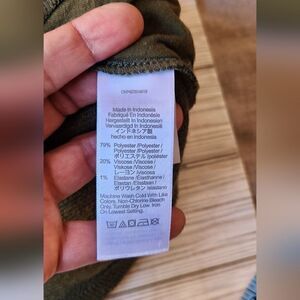 Made In Indonesia
Fabriqué En Indonésie
Hergestellt In Indonesien
Vervaardigd In Indonesië
インドネシア製
hecho en Indonesia
79% Polyester /Polyester
/Polyester /Polyester/
ポリエステル /poliéster
20% Viscose /Viscose/
Viskose /Viscose/
レーヨン /viscosa
1% Elastane /Elasthanne /
Elastan /Elastaan /
ポリウレタン /elastano
Machine Wash Cold With Like
Colors, Non-Chlorine Bleach
Only, Tumble Dry Low. Iron
On Lowest Setting.